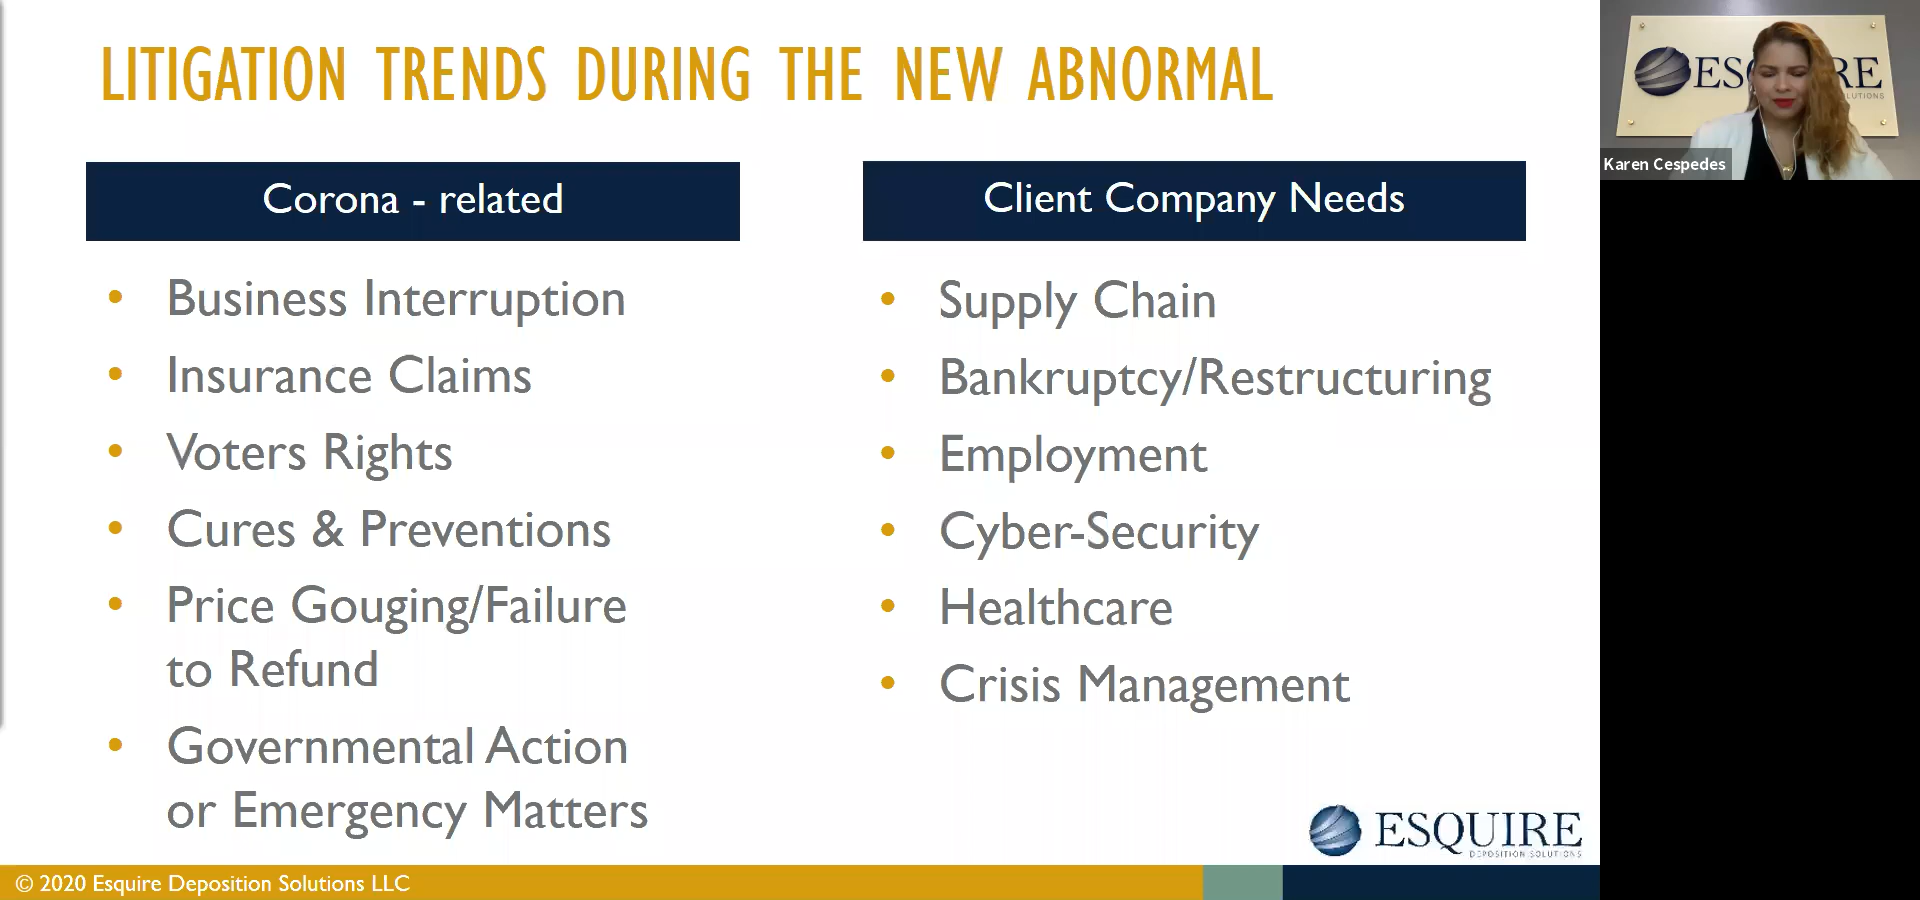 LITIGATION TRENDS DURING THE NEW ABNORMAL
Corona - related
• Business Interruption
• Insurance Claims
• Voters Rights
• Cures & Preventions
• Price Gouging/Failure
to Refund
• Governmental Action
or Emergency Matters
Client Company Needs
• Supply Chain
• Bankruptcy/Restructuring
• Employment
• Cyber-Security
• Healthcare
• Crisis Management
ESQUIRE
DEPOSITION SOLUTIONS
© 2020 Esquire Deposition Solutions LLC
Karen Cespedes